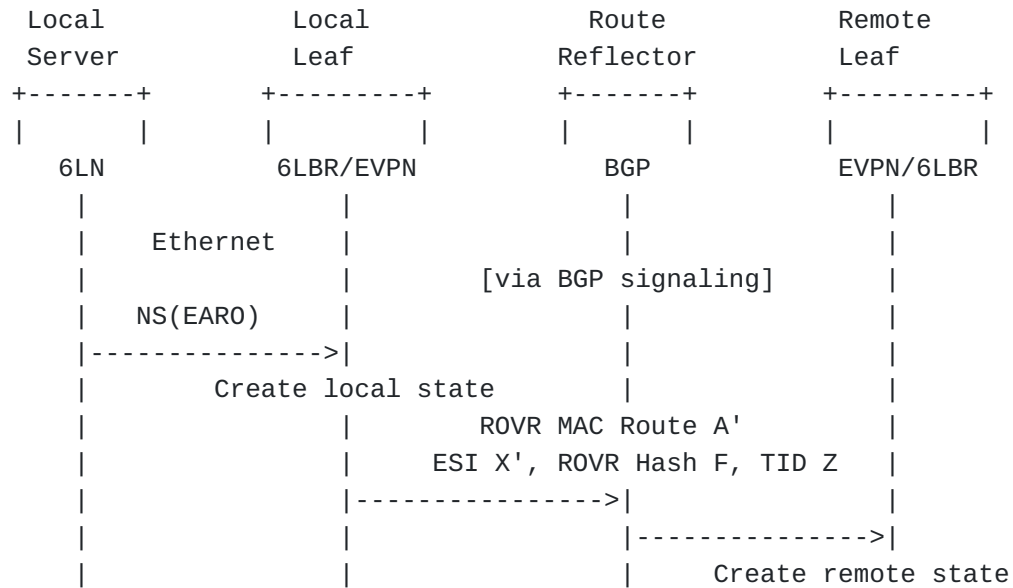 Local Local Route Remote
Server Leaf Reflector Leaf
+-------+ +---------+ +-------+ +---------+
| | | | | | | |
6LN 6LBR/EVPN BGP EVPN/6LBR
| | | |
| Ethernet | | |
| | [via BGP signaling] |
| NS(EARO) | | |
|--------------->| | |
| Create local state | |
| | ROVR MAC Route A' |
| | ESI X', ROVR Hash F, TID Z |
| |---------------->| |
| | |--------------->|
| | | Create remote state